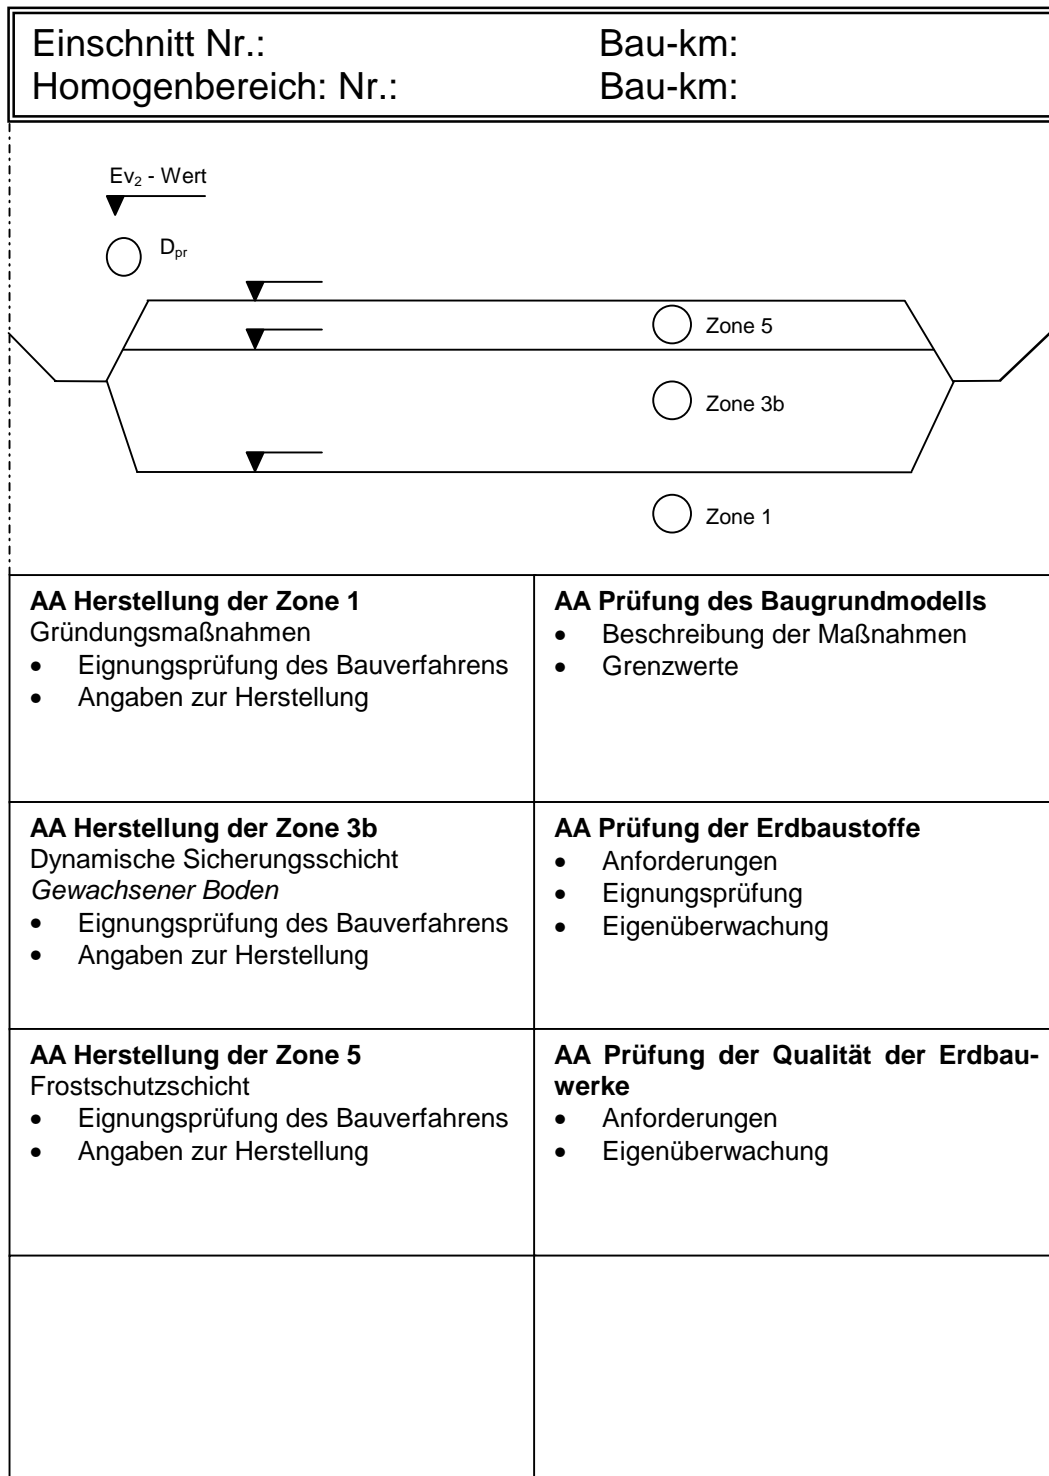 Einschnitt Nr.: Bau-km:
Homogenbereich: Nr.: Bau-km:
Ev₂ - Wert
Dpr
Zone 5
Zone 3b
Zone 1
AA Herstellung der Zone 1
Gründungsmaßnahmen
• Eignungsprüfung des Bauverfahrens
• Angaben zur Herstellung
AA Prüfung des Baugrundmodells
• Beschreibung der Maßnahmen
• Grenzwerte
AA Herstellung der Zone 3b
Dynamische Sicherungsschicht
Gewachsener Boden
• Eignungsprüfung des Bauverfahrens
• Angaben zur Herstellung
AA Prüfung der Erdbaustoffe
• Anforderungen
• Eignungsprüfung
• Eigenüberwachung
AA Herstellung der Zone 5
Frostschutzschicht
• Eignungsprüfung des Bauverfahrens
• Angaben zur Herstellung
AA Prüfung der Qualität der Erdbau-
werke
• Anforderungen
• Eigenüberwachung